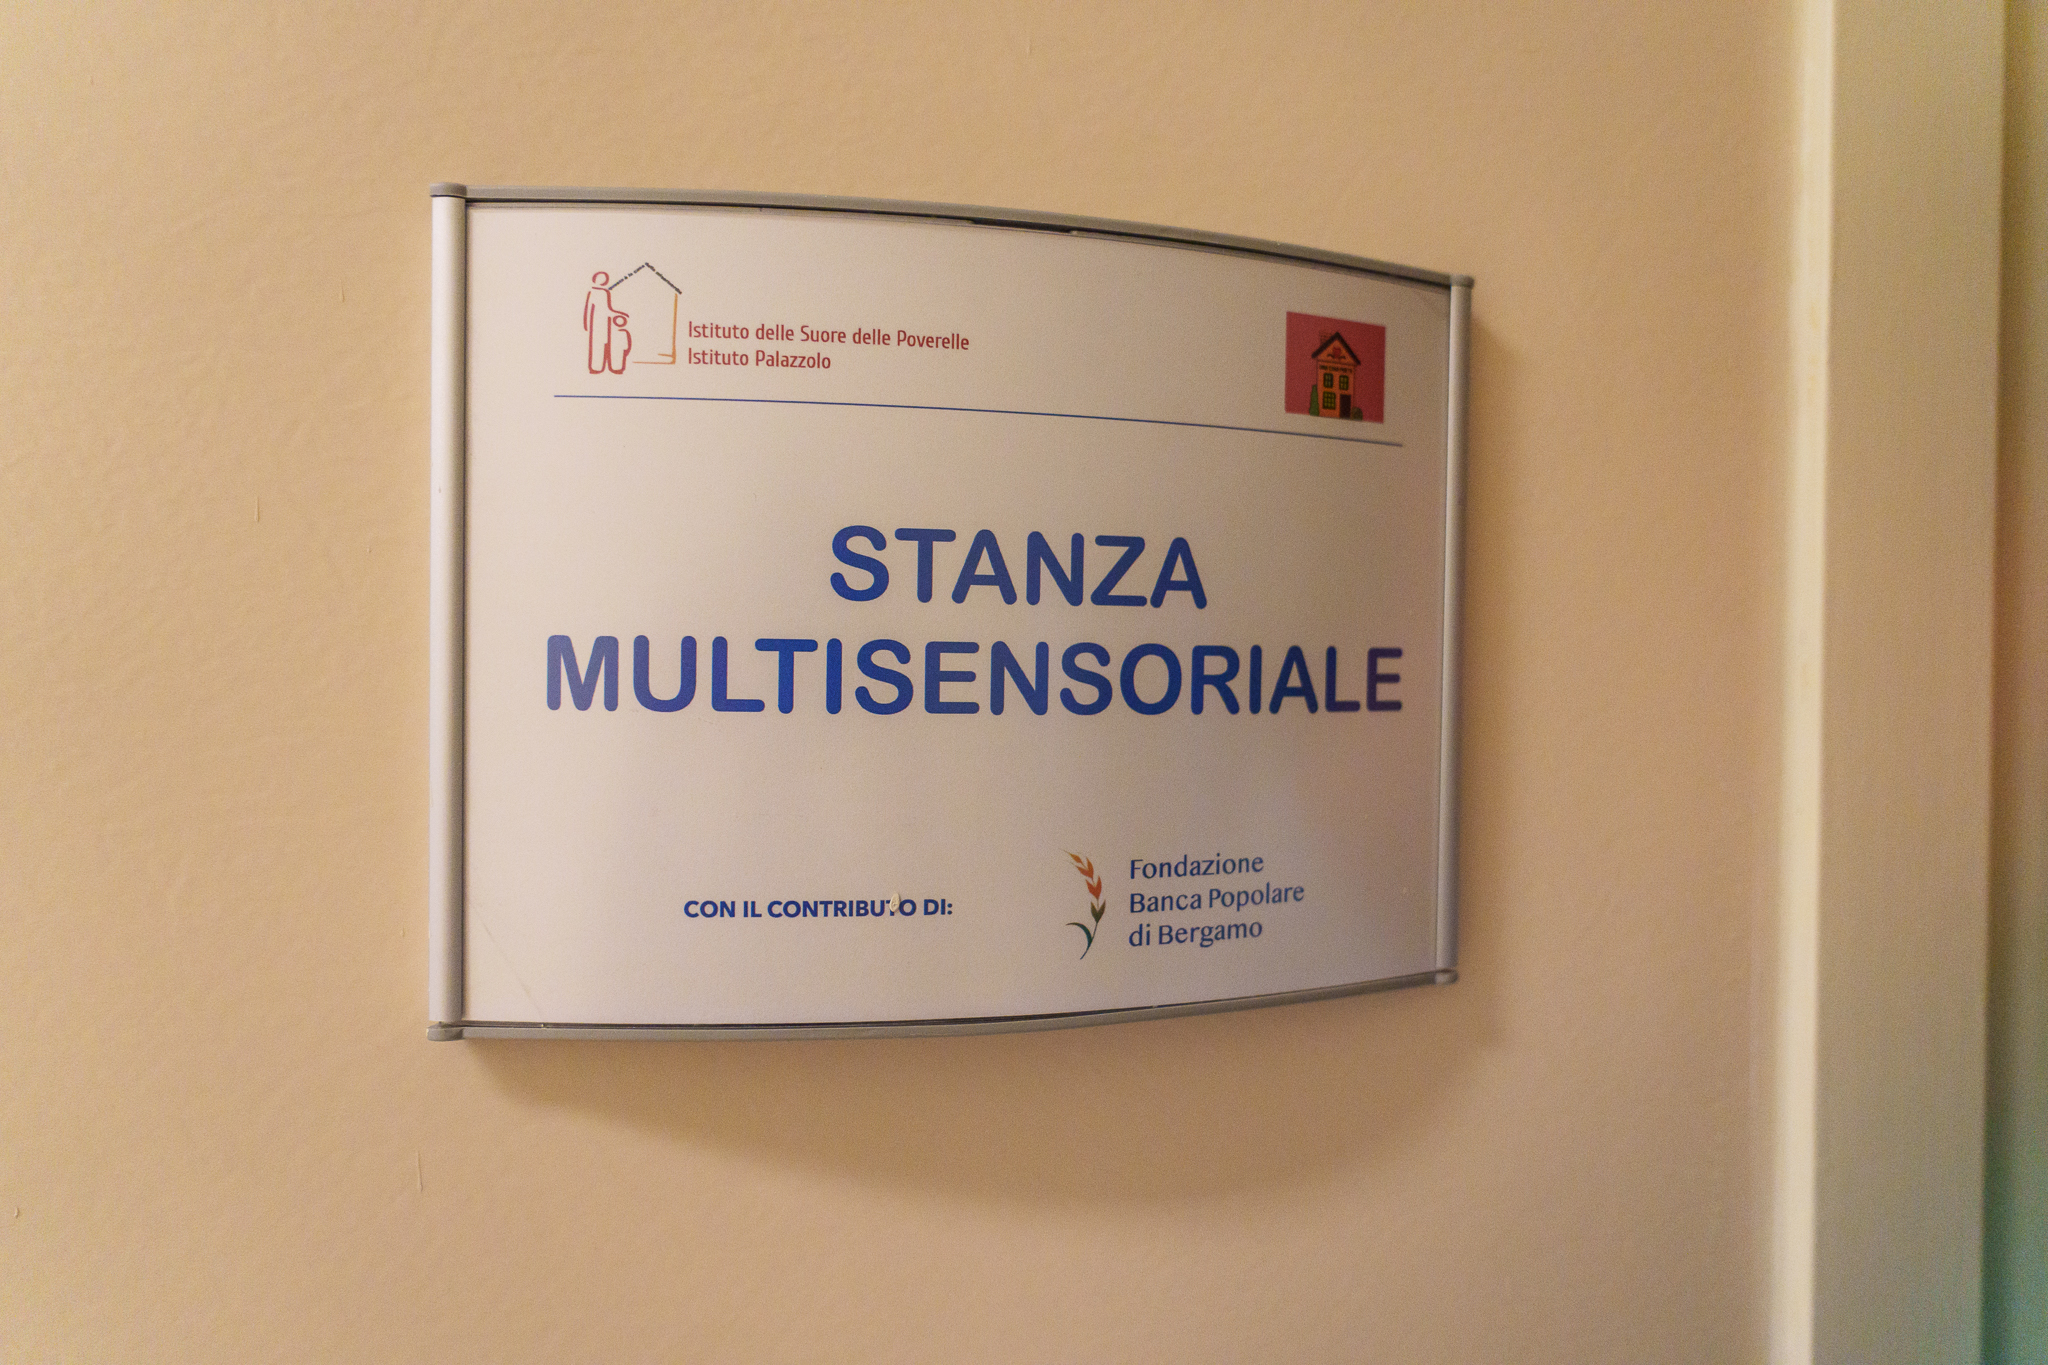 Istituto delle Suore delle Poverelle
Istituto Palazzolo
STANZA
MULTISENSORIALE
CON IL CONTRIBUTO DI:
Fondazione
Banca Popolare
di Bergamo